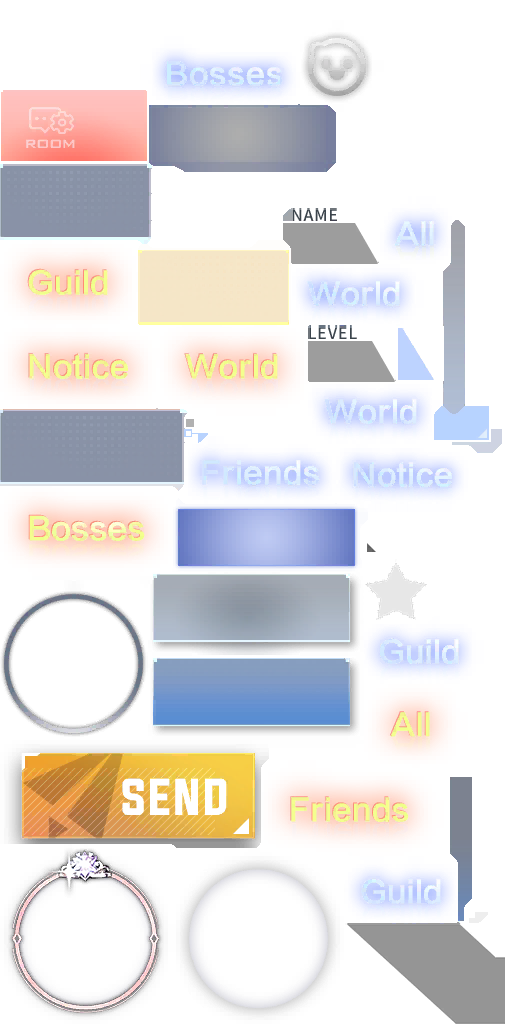 Bosses
ROOM
NAME
All
Guild
World
LEVEL
Notice
World
World
Friends
Notice
Bosses
Guild
All
SEND
Friends
Guild